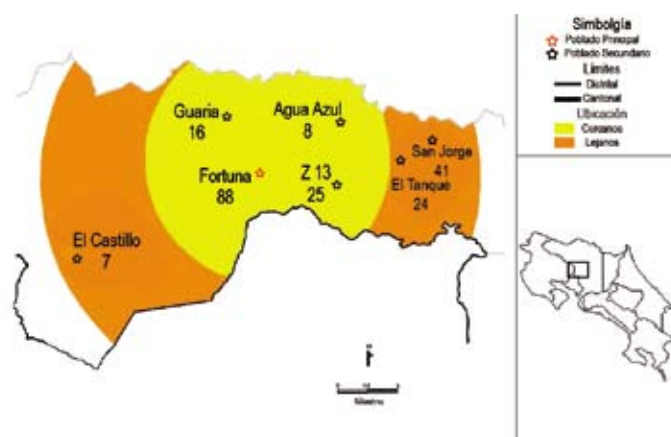 Simbolgía
Poblado Principal
Poblado Secundario
Límites
Distrital
Cantonal
Ubicación
Cercanos
Lejanos
Guaria
16
Agua Azul
8
San Jorge
41
El Tanque
24
Fortuna
88
Z 13
25
El Castillo
7